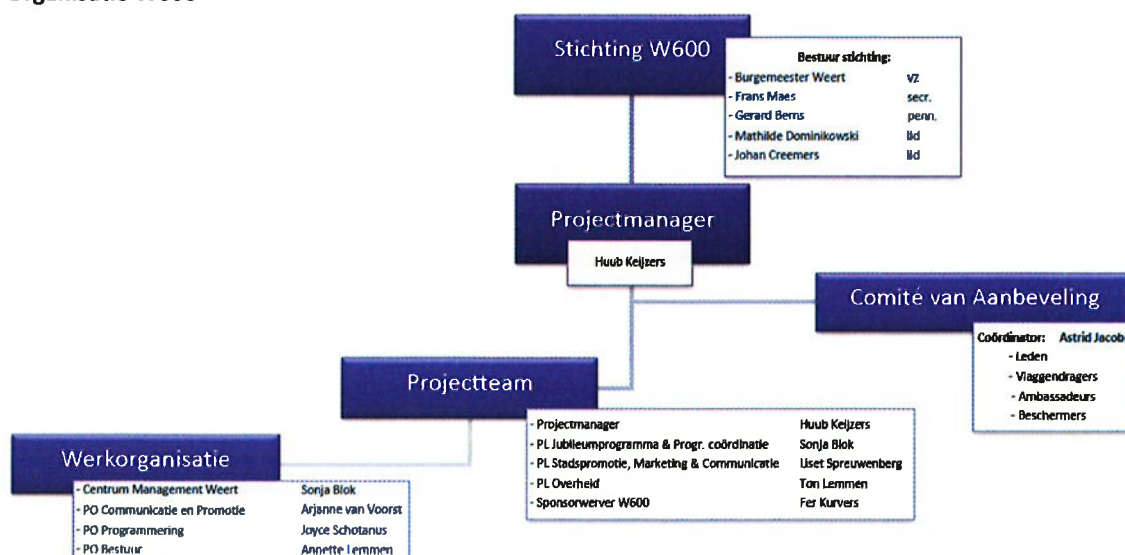 Stichting W600
Bestuur stichting:
- Burgemeester Weert vz
- Frans Maes secr.
- Gerard Berns penn.
- Mathilde Dominikowski lid
- Johan Creemers lid
Projectmanager
Huub Keijzers
Comité van Aanbeveling
Coördinator: Astrid Jacobs
- Leden
- Vlaggendragers
- Ambassadeurs
- Beschermers
Projectteam
- Projectmanager Huub Keijzers
- PL Jubileumprogramma & Progr. coördinatie Sonja Blok
- PL Stadspromotie, Marketing & Communicatie Liset Spreuwenberg
- PL Overheid Ton Lemmen
- Sponsorwerver W600 Fer Kurvers
Werkorganisatie
- Centrum Management Weert Sonja Blok
- PO Communicatie en Promotie Arjanne van Voorst
- PO Programmering Joyce Schotanus
- PO Bestuur Annette Lemmen